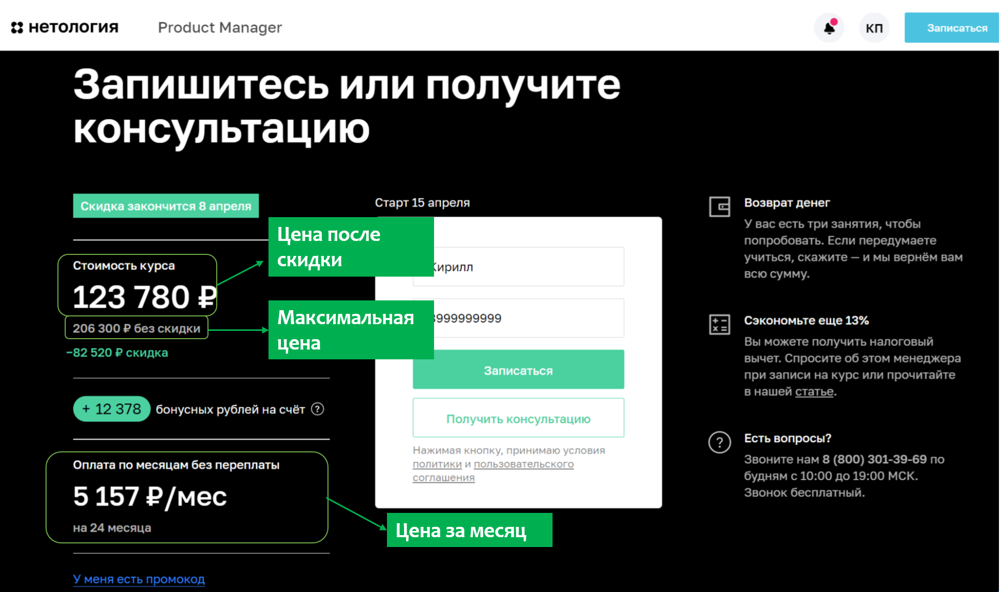 нетология
Product Manager
КП
Записаться
Запишитесь или получите
консультацию
Скидка закончится 8 апреля
Стоимость курса
123 780 ₽
206 300 ₽ без скидки
−82 520 ₽ скидка
+ 12 378 бонусных рублей на счёт ?
Оплата по месяцам без переплаты
5 157 ₽/мес
на 24 месяца
У меня есть промокод
Цена после
скидки
Максимальная
цена
Цена за месяц
Старт 15 апреля
Кирилл
999999999
Записаться
Получить консультацию
Нажимая кнопку, принимаю условия
политики и пользовательского
соглашения
Возврат денег
У вас есть три занятия, чтобы
попробовать. Если передумаете
учиться, скажите — и мы вернём вам
всю сумму.
Сэкономьте еще 13%
Вы можете получить налоговый
вычет. Спросите об этом менеджера
при записи на курс или прочитайте
в нашей статье.
Есть вопросы?
Звоните нам 8 (800) 301-39-69 по
будням с 10:00 до 19:00 МСК.
Звонок бесплатный.